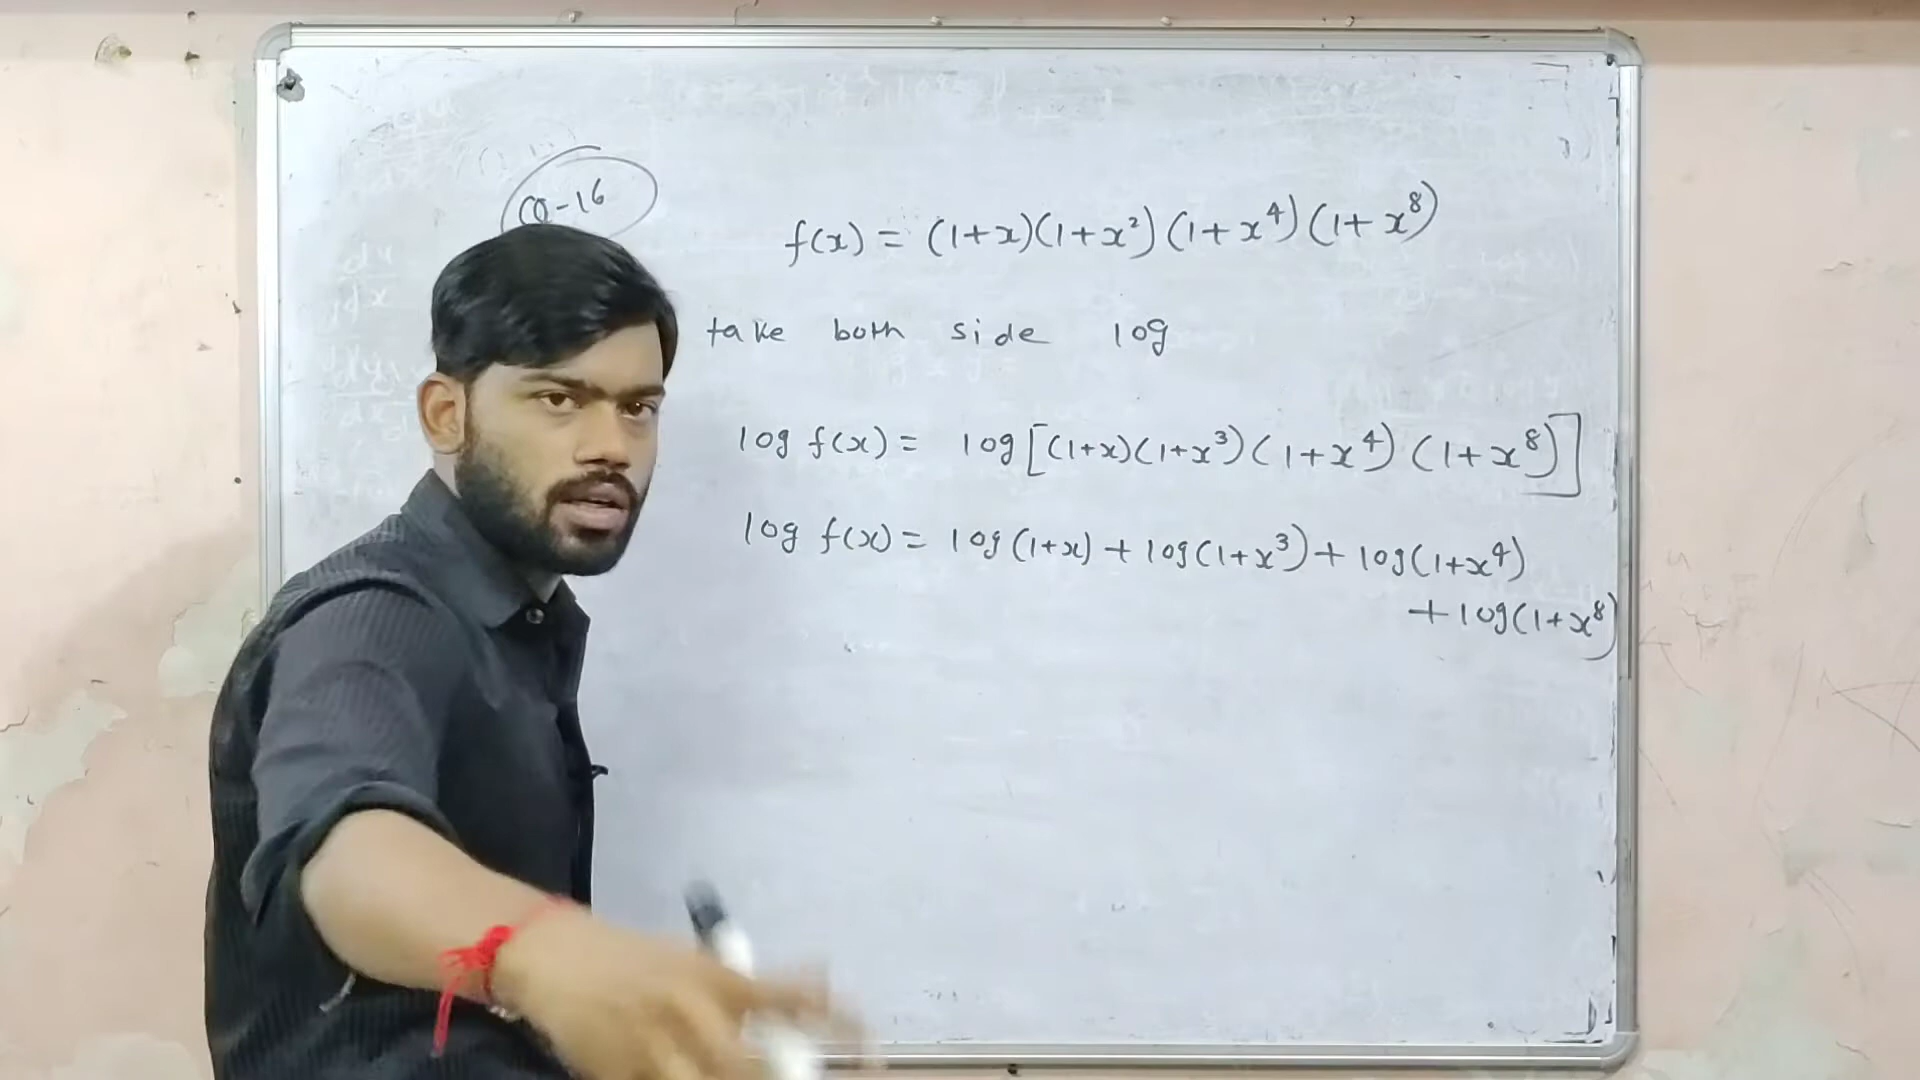 Q-16
f(x) = (1+x)(1+x²)(1+x⁴)(1+x⁸)
take both side log
log f(x) = log[(1+x)(1+x³)(1+x⁴)(1+x⁸)]
log f(x) = log(1+x) + log(1+x³) + log(1+x⁴)
+ log(1+x⁸)